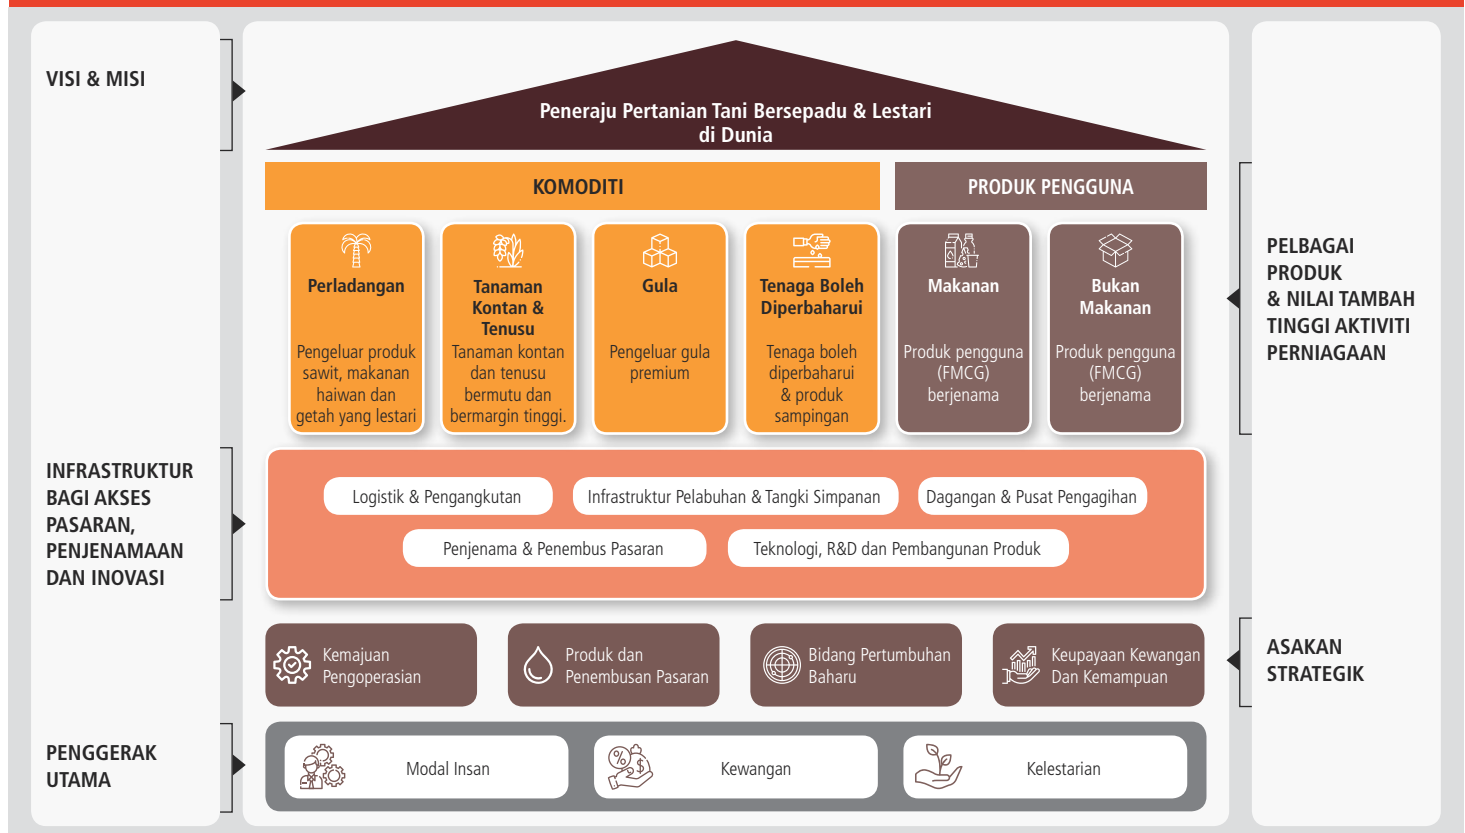 VISI & MISI
Peneraju Pertanian Tani Bersepadu & Lestari
di Dunia
KOMODITI
PRODUK PENGGUNA
Perladangan
Pengeluar produk
sawit, makanan
haiwan dan
getah yang lestari
Tanaman
Kontan &
Tenusu
Tanaman kontan
dan tenusu
bermutu dan
bermargin tinggi.
Gula
Pengeluar gula
premium
Tenaga Boleh
Diperbaharui
Tenaga boleh
diperbaharui
& produk
sampingan
Makanan
Produk pengguna
(FMCG)
berjenama
Bukan
Makanan
Produk pengguna
(FMCG)
berjenama
PELBAGAI
PRODUK
& NILAI TAMBAH
TINGGI AKTIVITI
PERNIAGAAN
INFRASTRUKTUR
BAGI AKSES
PASARAN,
PENJENAMAAN
DAN INOVASI
Logistik & Pengangkutan
Infrastruktur Pelabuhan & Tangki Simpanan
Dagangan & Pusat Pengagihan
Penjenama & Penembus Pasaran
Teknologi, R&D dan Pembangunan Produk
Kemajuan
Pengoperasian
Produk dan
Penembusan Pasaran
Bidang Pertumbuhan
Baharu
Keupayaan Kewangan
Dan Kemampuan
ASAKAN
STRATEGIK
PENGGERAK
UTAMA
Modal Insan
%
$
Kewangan
Kelestarian